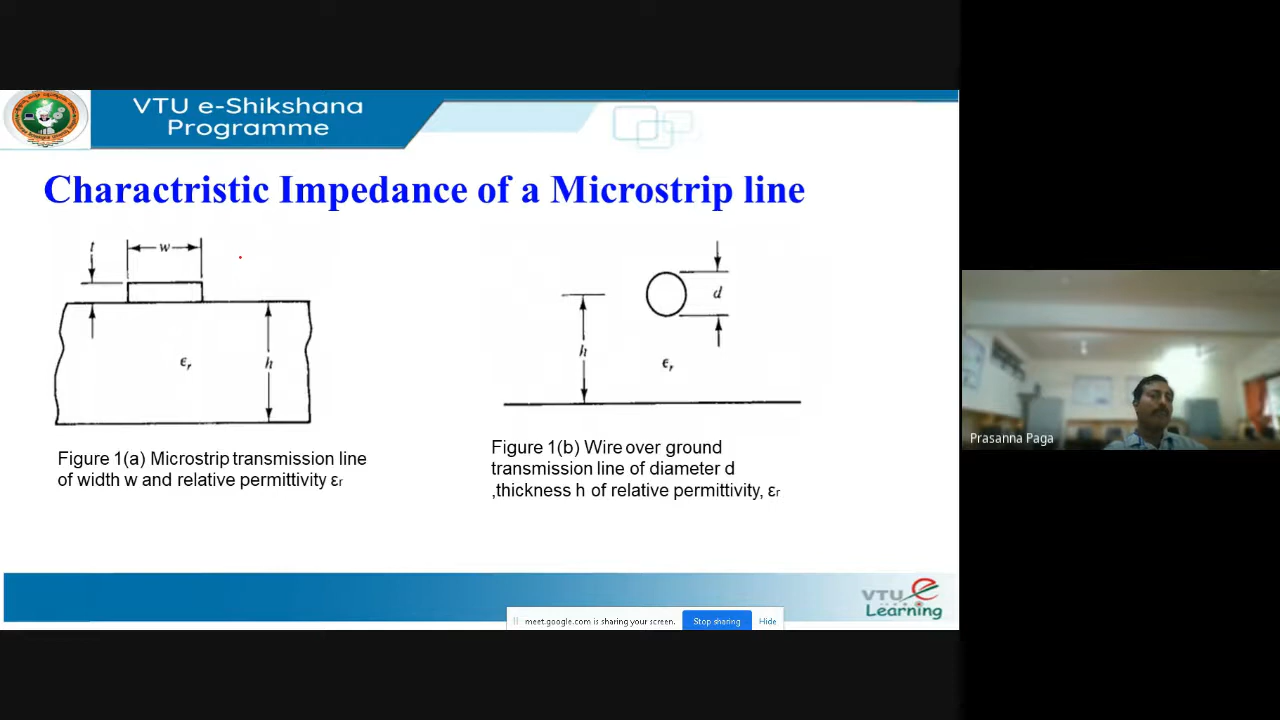 VTU e-Shikshana
Programme
Charactristic Impedance of a Microstrip line
t
w
ϵr
h
d
h
ϵr
Figure 1(a) Microstrip transmission line
of width w and relative permittivity εr
Figure 1(b) Wire over ground
transmission line of diameter d
,thickness h of relative permittivity, εr
Prasanna Paga
VTU e
Learning
meet.google.com is sharing your screen.
Stop sharing
Hide